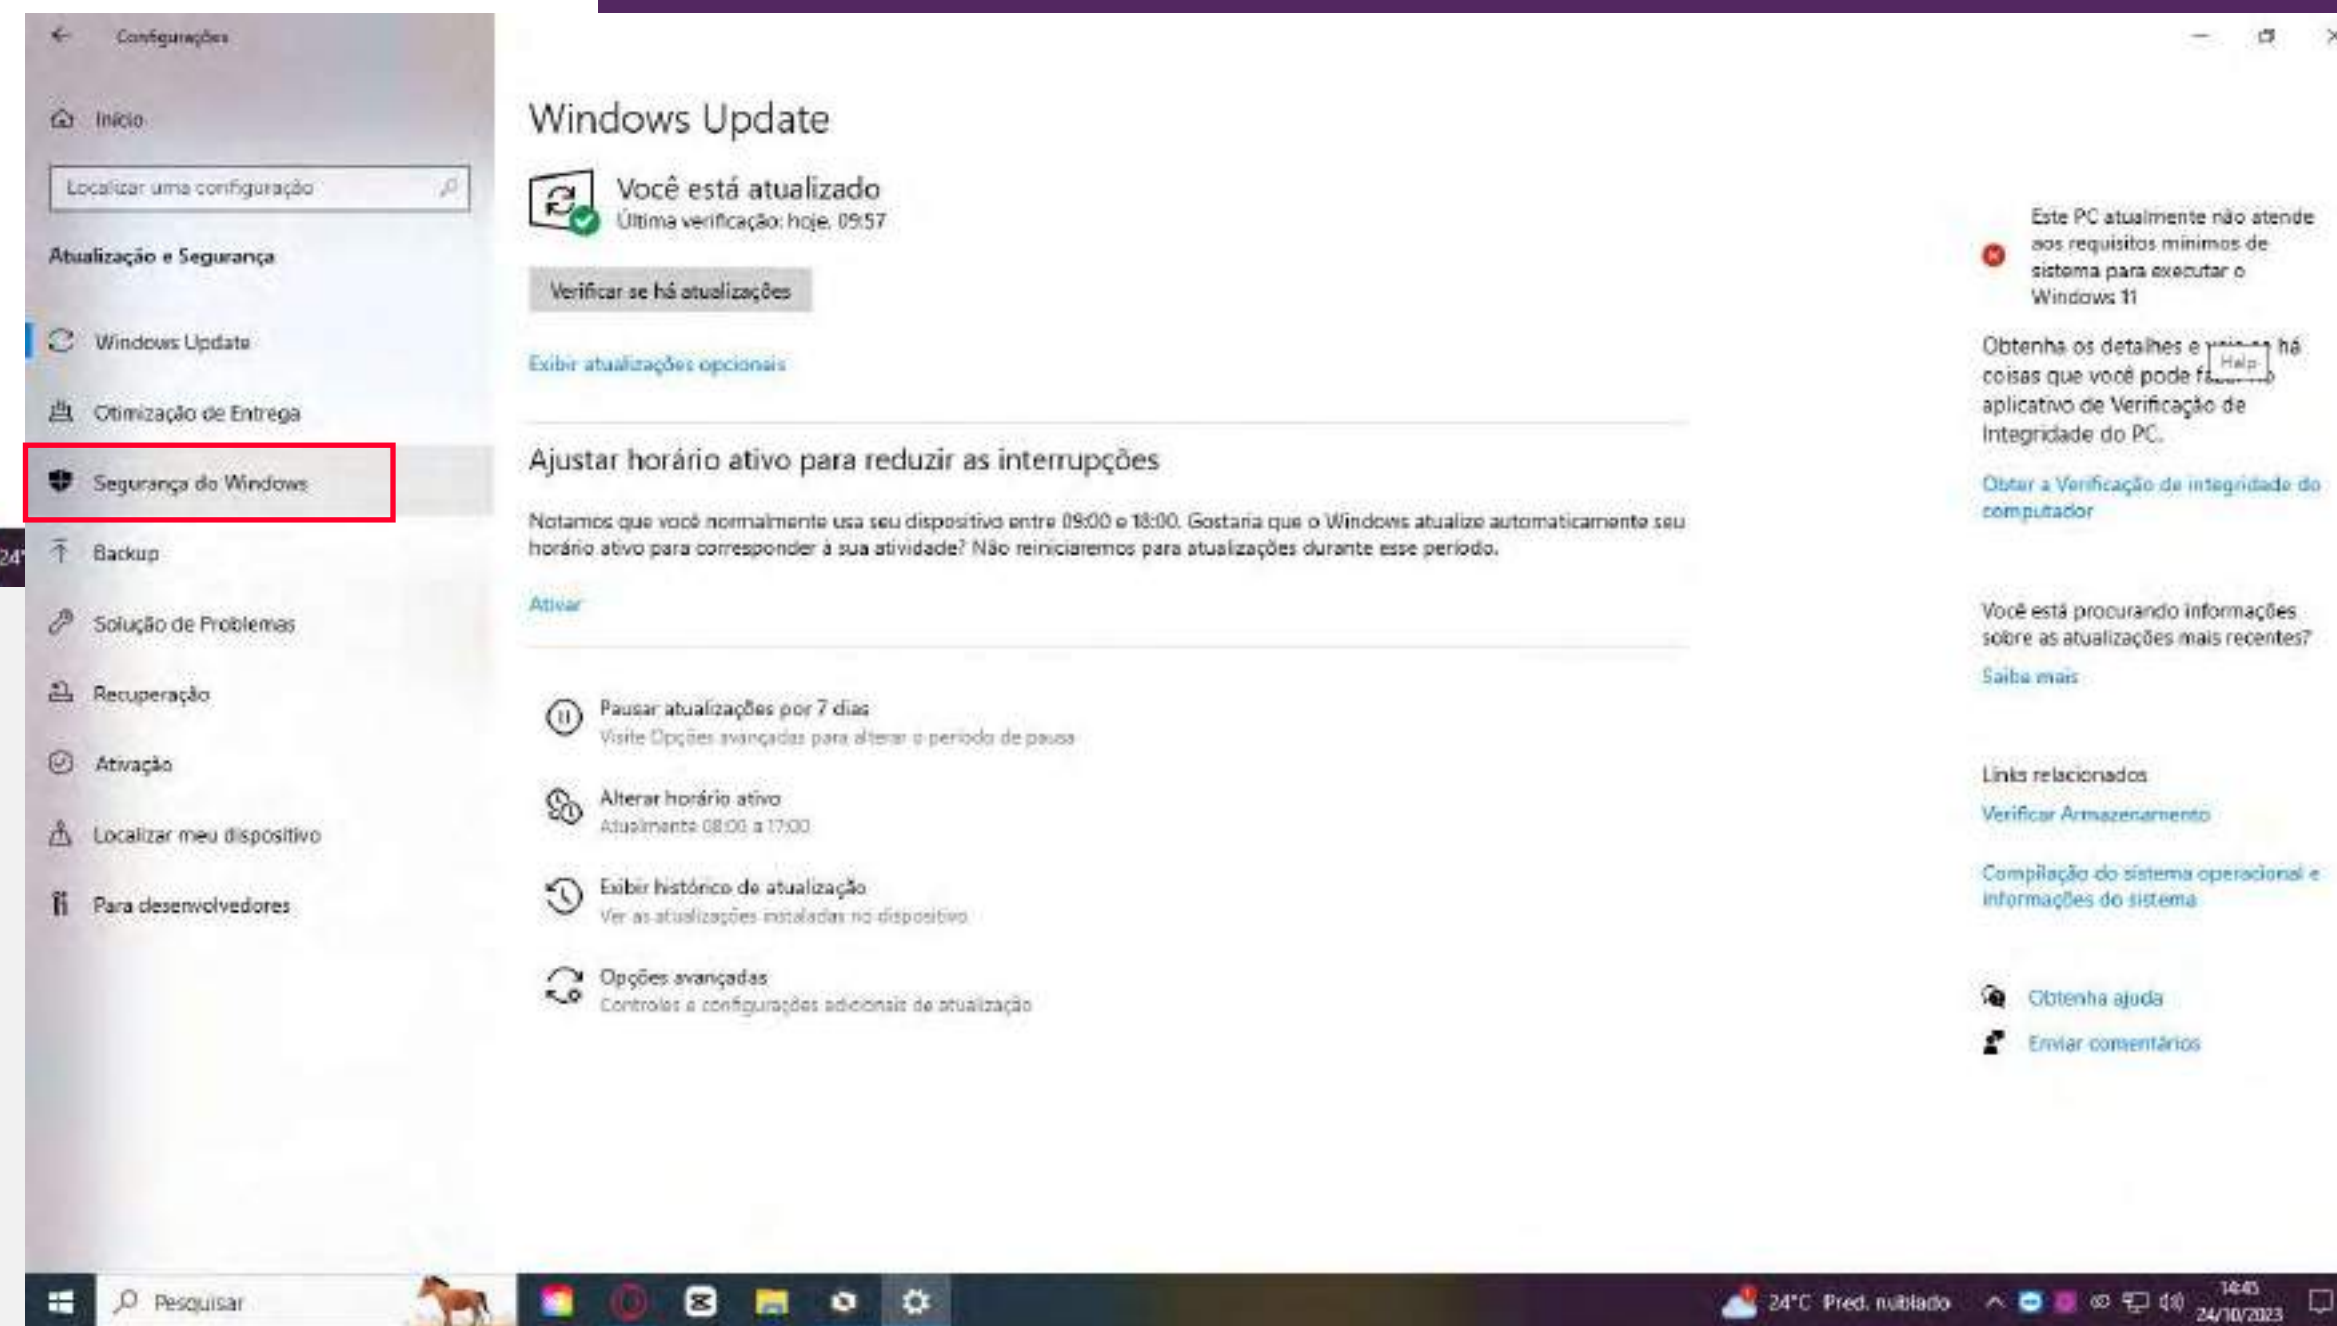 Configurações
Início
Localizar uma configuração
Atualização e Segurança
Windows Update
Otimização de Entrega
Segurança do Windows
Backup
Solução de Problemas
Recuperação
Ativação
Localizar meu dispositivo
Para desenvolvedores
24°
Windows Update
Você está atualizado
Última verificação: hoje, 09:57
Verificar se há atualizações
Exibir atualizações opcionais
Ajustar horário ativo para reduzir as interrupções
Notamos que você normalmente usa seu dispositivo entre 09:00 e 18:00. Gostaria que o Windows atualize automaticamente seu
horário ativo para corresponder à sua atividade? Não reiniciaremos para atualizações durante esse período.
Ativar
Pausar atualizações por 7 dias
Visite Opções avançadas para alterar o período de pausa
Alterar horário ativo
Atualmente 08:00 a 17:00
Exibir histórico de atualização
Ver as atualizações instaladas no dispositivo
Opções avançadas
Controles e configurações adicionais de atualização
Este PC atualmente não atende
aos requisitos mínimos de
sistema para executar o
Windows 11
Obtenha os detalhes e há
coisas que você pode
aplicativo de Verificação de
Integridade do PC.
Help
Obter a Verificação de integridade do
computador
Você está procurando informações
sobre as atualizações mais recentes?
Saiba mais
Links relacionados
Verificar Armazenamento
Compilação do sistema operacional e
informações do sistema
Obtenha ajuda
Enviar comentários
Pesquisar
24°C Pred. nublado
14:45
24/10/2023